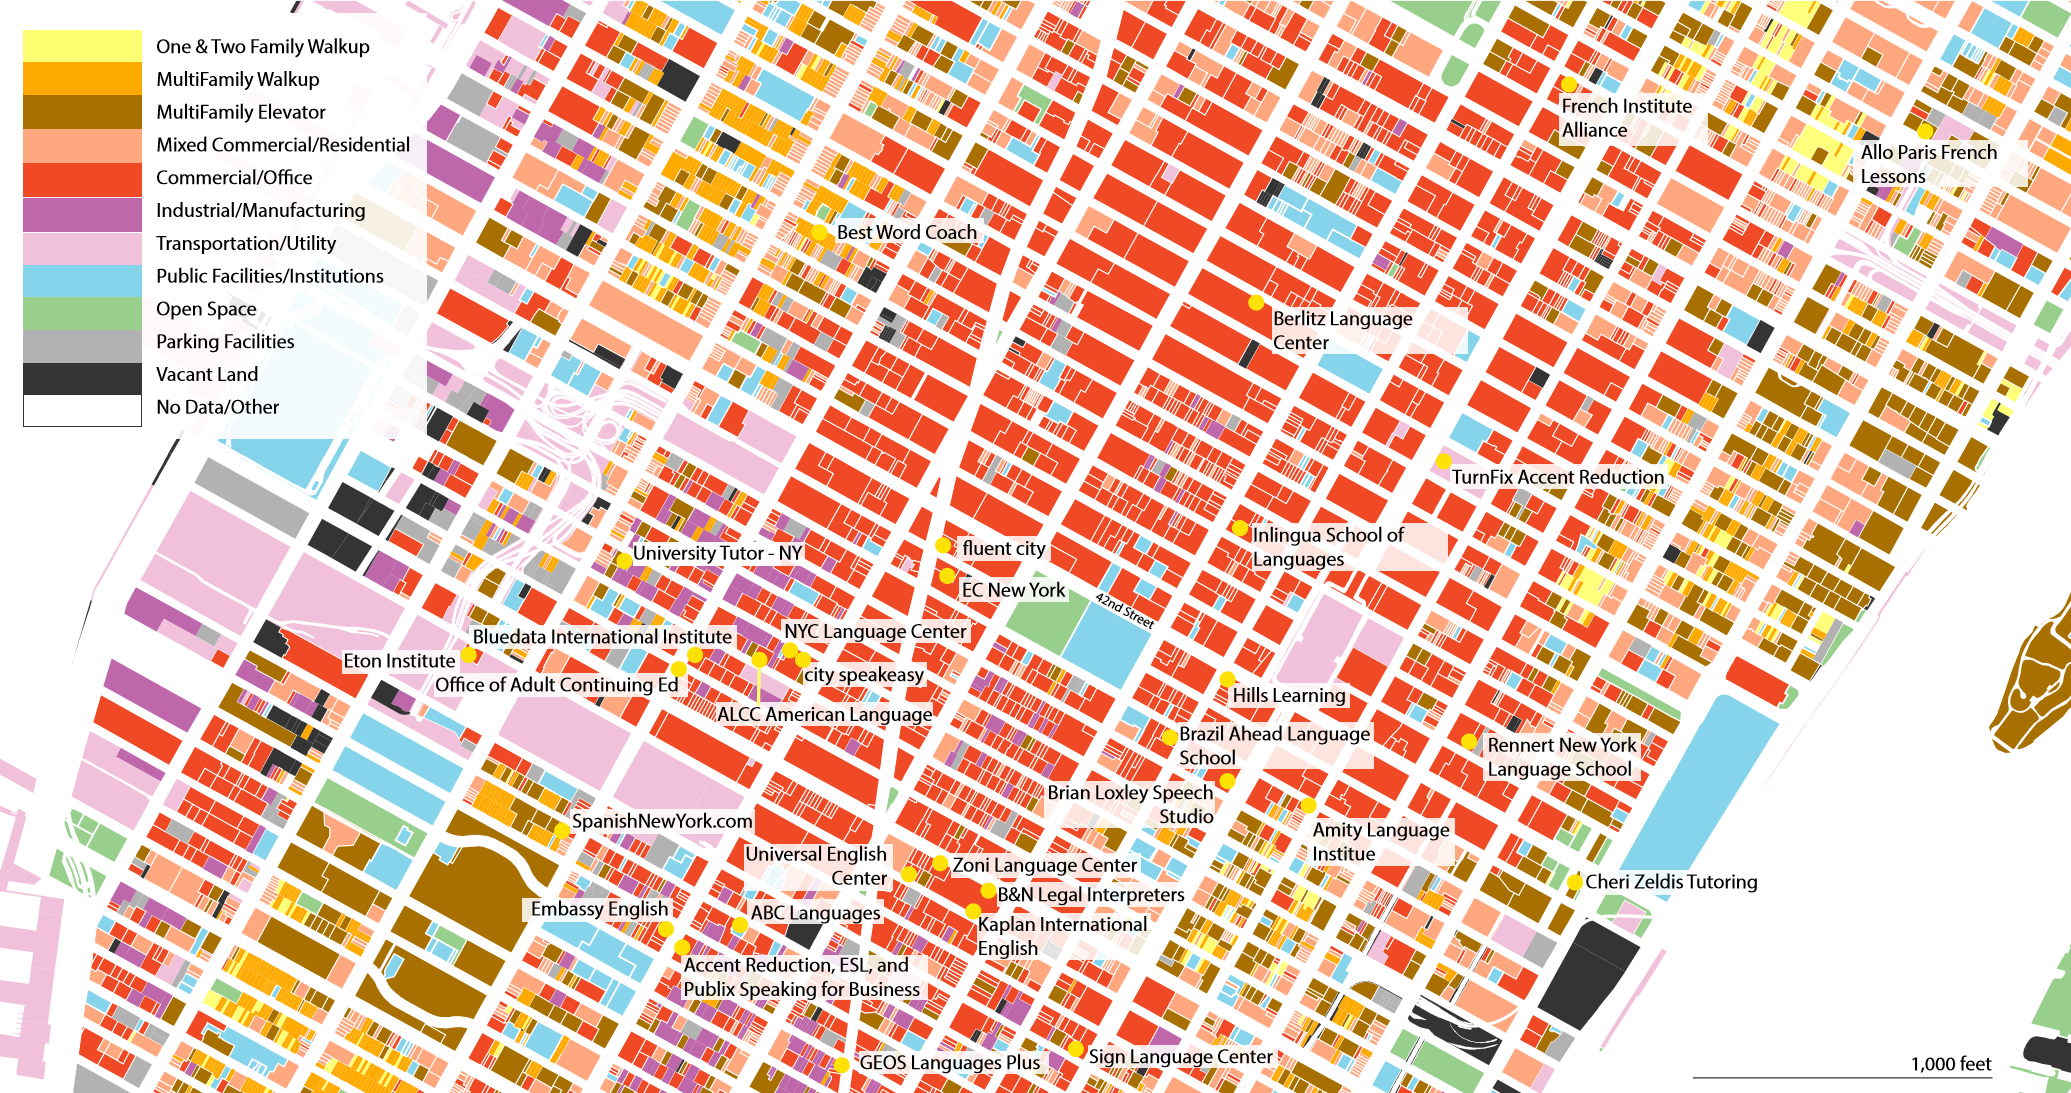 One & Two Family Walkup
MultiFamily Walkup
MultiFamily Elevator
Mixed Commercial/Residential
Commercial/Office
Industrial/Manufacturing
Transportation/Utility
Public Facilities/Institutions
Open Space
Parking Facilities
Vacant Land
No Data/Other
French Institute
Alliance
Allo Paris French
Lessons
Best Word Coach
Berlitz Language
Center
TurnFix Accent Reduction
Inlingua School of
Languages
University Tutor - NY
fluent city
EC New York
42nd Street
Bluedata International Institute
NYC Language Center
Eton Institute
Office of Adult Continuing Ed
city speakeasy
ALCC American Language
Hills Learning
Brazil Ahead Language
School
Rennert New York
Language School
Brian Loxley Speech
Studio
SpanishNewYork.com
Amity Language
Institue
Universal English
Center
Zoni Language Center
B&N Legal Interpreters
Cheri Zeldis Tutoring
Embassy English
ABC Languages
Kaplan International
English
Accent Reduction, ESL, and
Publix Speaking for Business
GEOS Languages Plus
Sign Language Center
1,000 feet